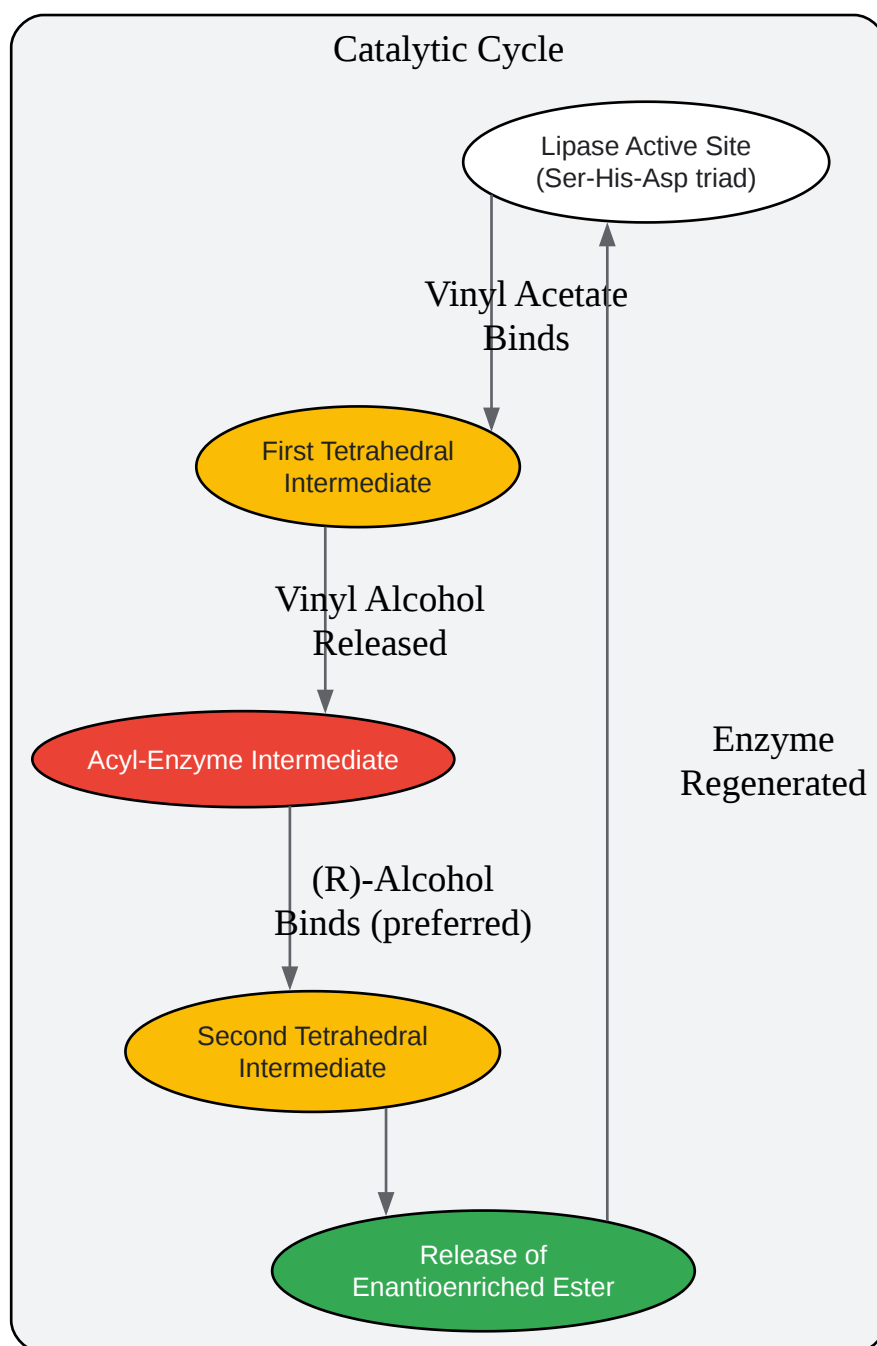 Catalytic Cycle
Lipase Active Site
(Ser-His-Asp triad)
Vinyl Acetate
Binds
First Tetrahedral
Intermediate
Vinyl Alcohol
Released
Enzyme
Regenerated
Acyl-Enzyme Intermediate
(R)-Alcohol
Binds (preferred)
Second Tetrahedral
Intermediate
Release of
Enantioenriched Ester